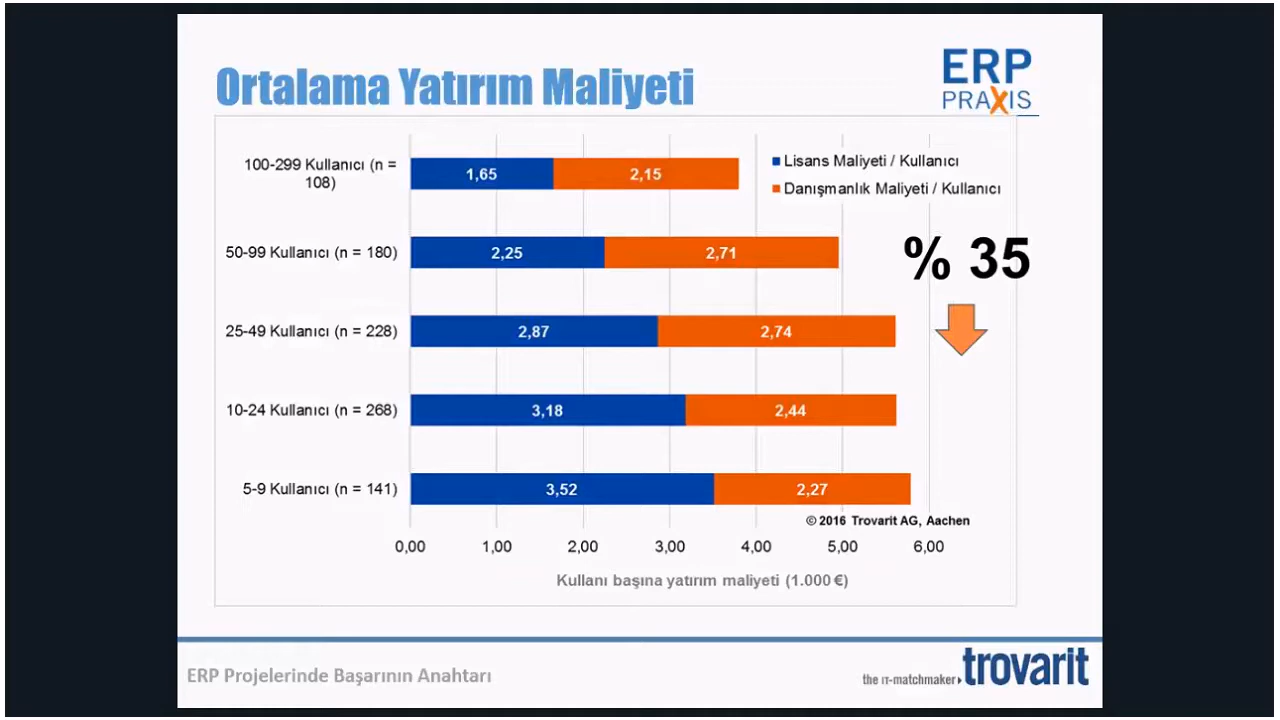 Ortalama Yatırım Maliyeti
ERP
PRAXIS
100-299 Kullanıcı (n =
108)
1,65
2,15
Lisans Maliyeti / Kullanıcı
Danışmanlık Maliyeti / Kullanıcı
50-99 Kullanıcı (n = 180)
2,25
2,71
% 35
25-49 Kullanıcı (n = 228)
2,87
2,74
10-24 Kullanıcı (n = 268)
3,18
2,44
5-9 Kullanıcı (n = 141)
3,52
2,27
© 2016 Trovarit AG, Aachen
0,00 1,00 2,00 3,00 4,00 5,00 6,00
Kullanı başına yatırım maliyeti (1.000 €)
ERP Projelerinde Başarının Anahtarı
the IT-matchmaker trovarit